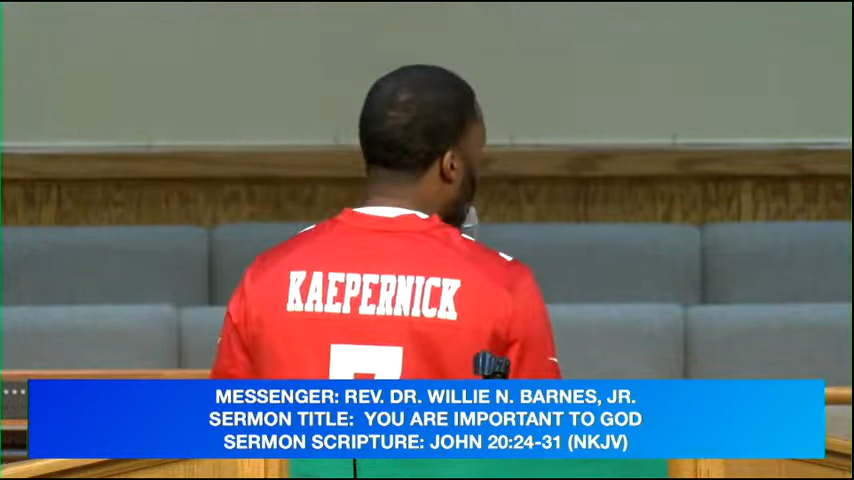 KAEPERNICK
7
MESSENGER: REV. DR. WILLIE N. BARNES, JR.
SERMON TITLE:  YOU ARE IMPORTANT TO GOD
SERMON SCRIPTURE: JOHN 20:24-31 (NKJV)